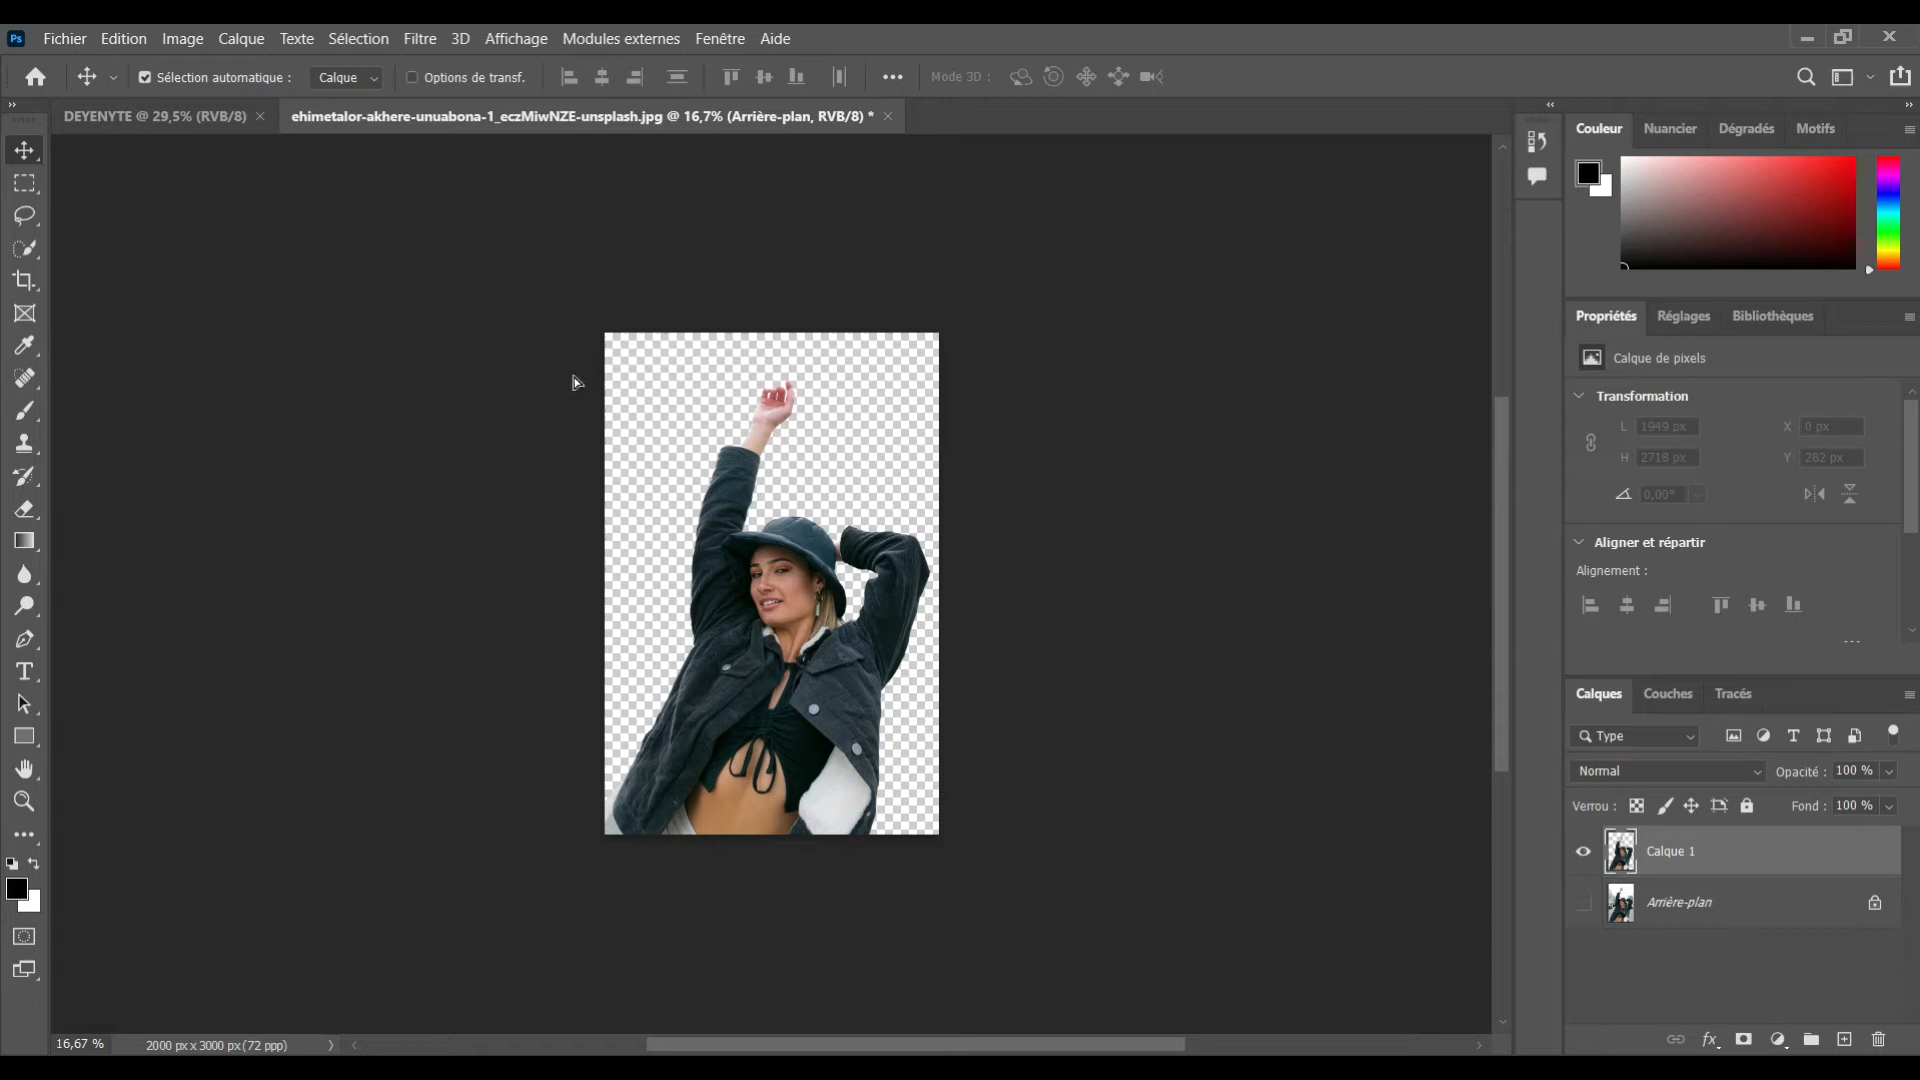 Ps Fichier Edition Image Calque Texte Sélection Filtre 3D Affichage Modules externes Fenêtre Aide
Sélection automatique : Calque Options de transf. Mode 3D :
DEYENYTE @ 29,5% (RVB/8) ehimetalor-akhere-unuabona-1_eczMiwNZE-unsplash.jpg @ 16,7% (Arrière-plan, RVB/8) *
Couleur Nuancier Dégradés Motifs
Propriétés Réglages Bibliothèques
Calque de pixels
Transformation
L 1949 px X 0 px
H 2718 px Y 282 px
0,00°
Aligner et répartir
Alignement :
Calques Couches Tracés
Type
Normal Opacité : 100 %
Verrou : Fond : 100 %
Calque 1
Arrière-plan
16,67 % 2000 px x 3000 px (72 ppp)
fx